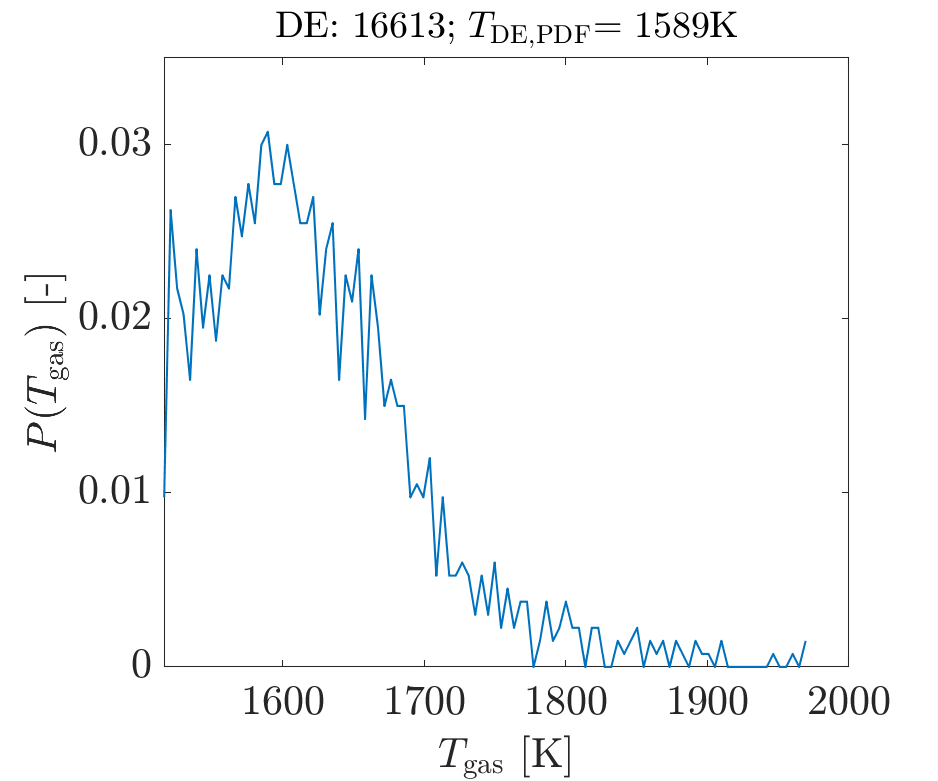 DE: 16613; T_DE,PDF= 1589K
P(T_gas) [-]
0.03
0.02
0.01
0
1600 1700 1800 1900 2000
T_gas [K]